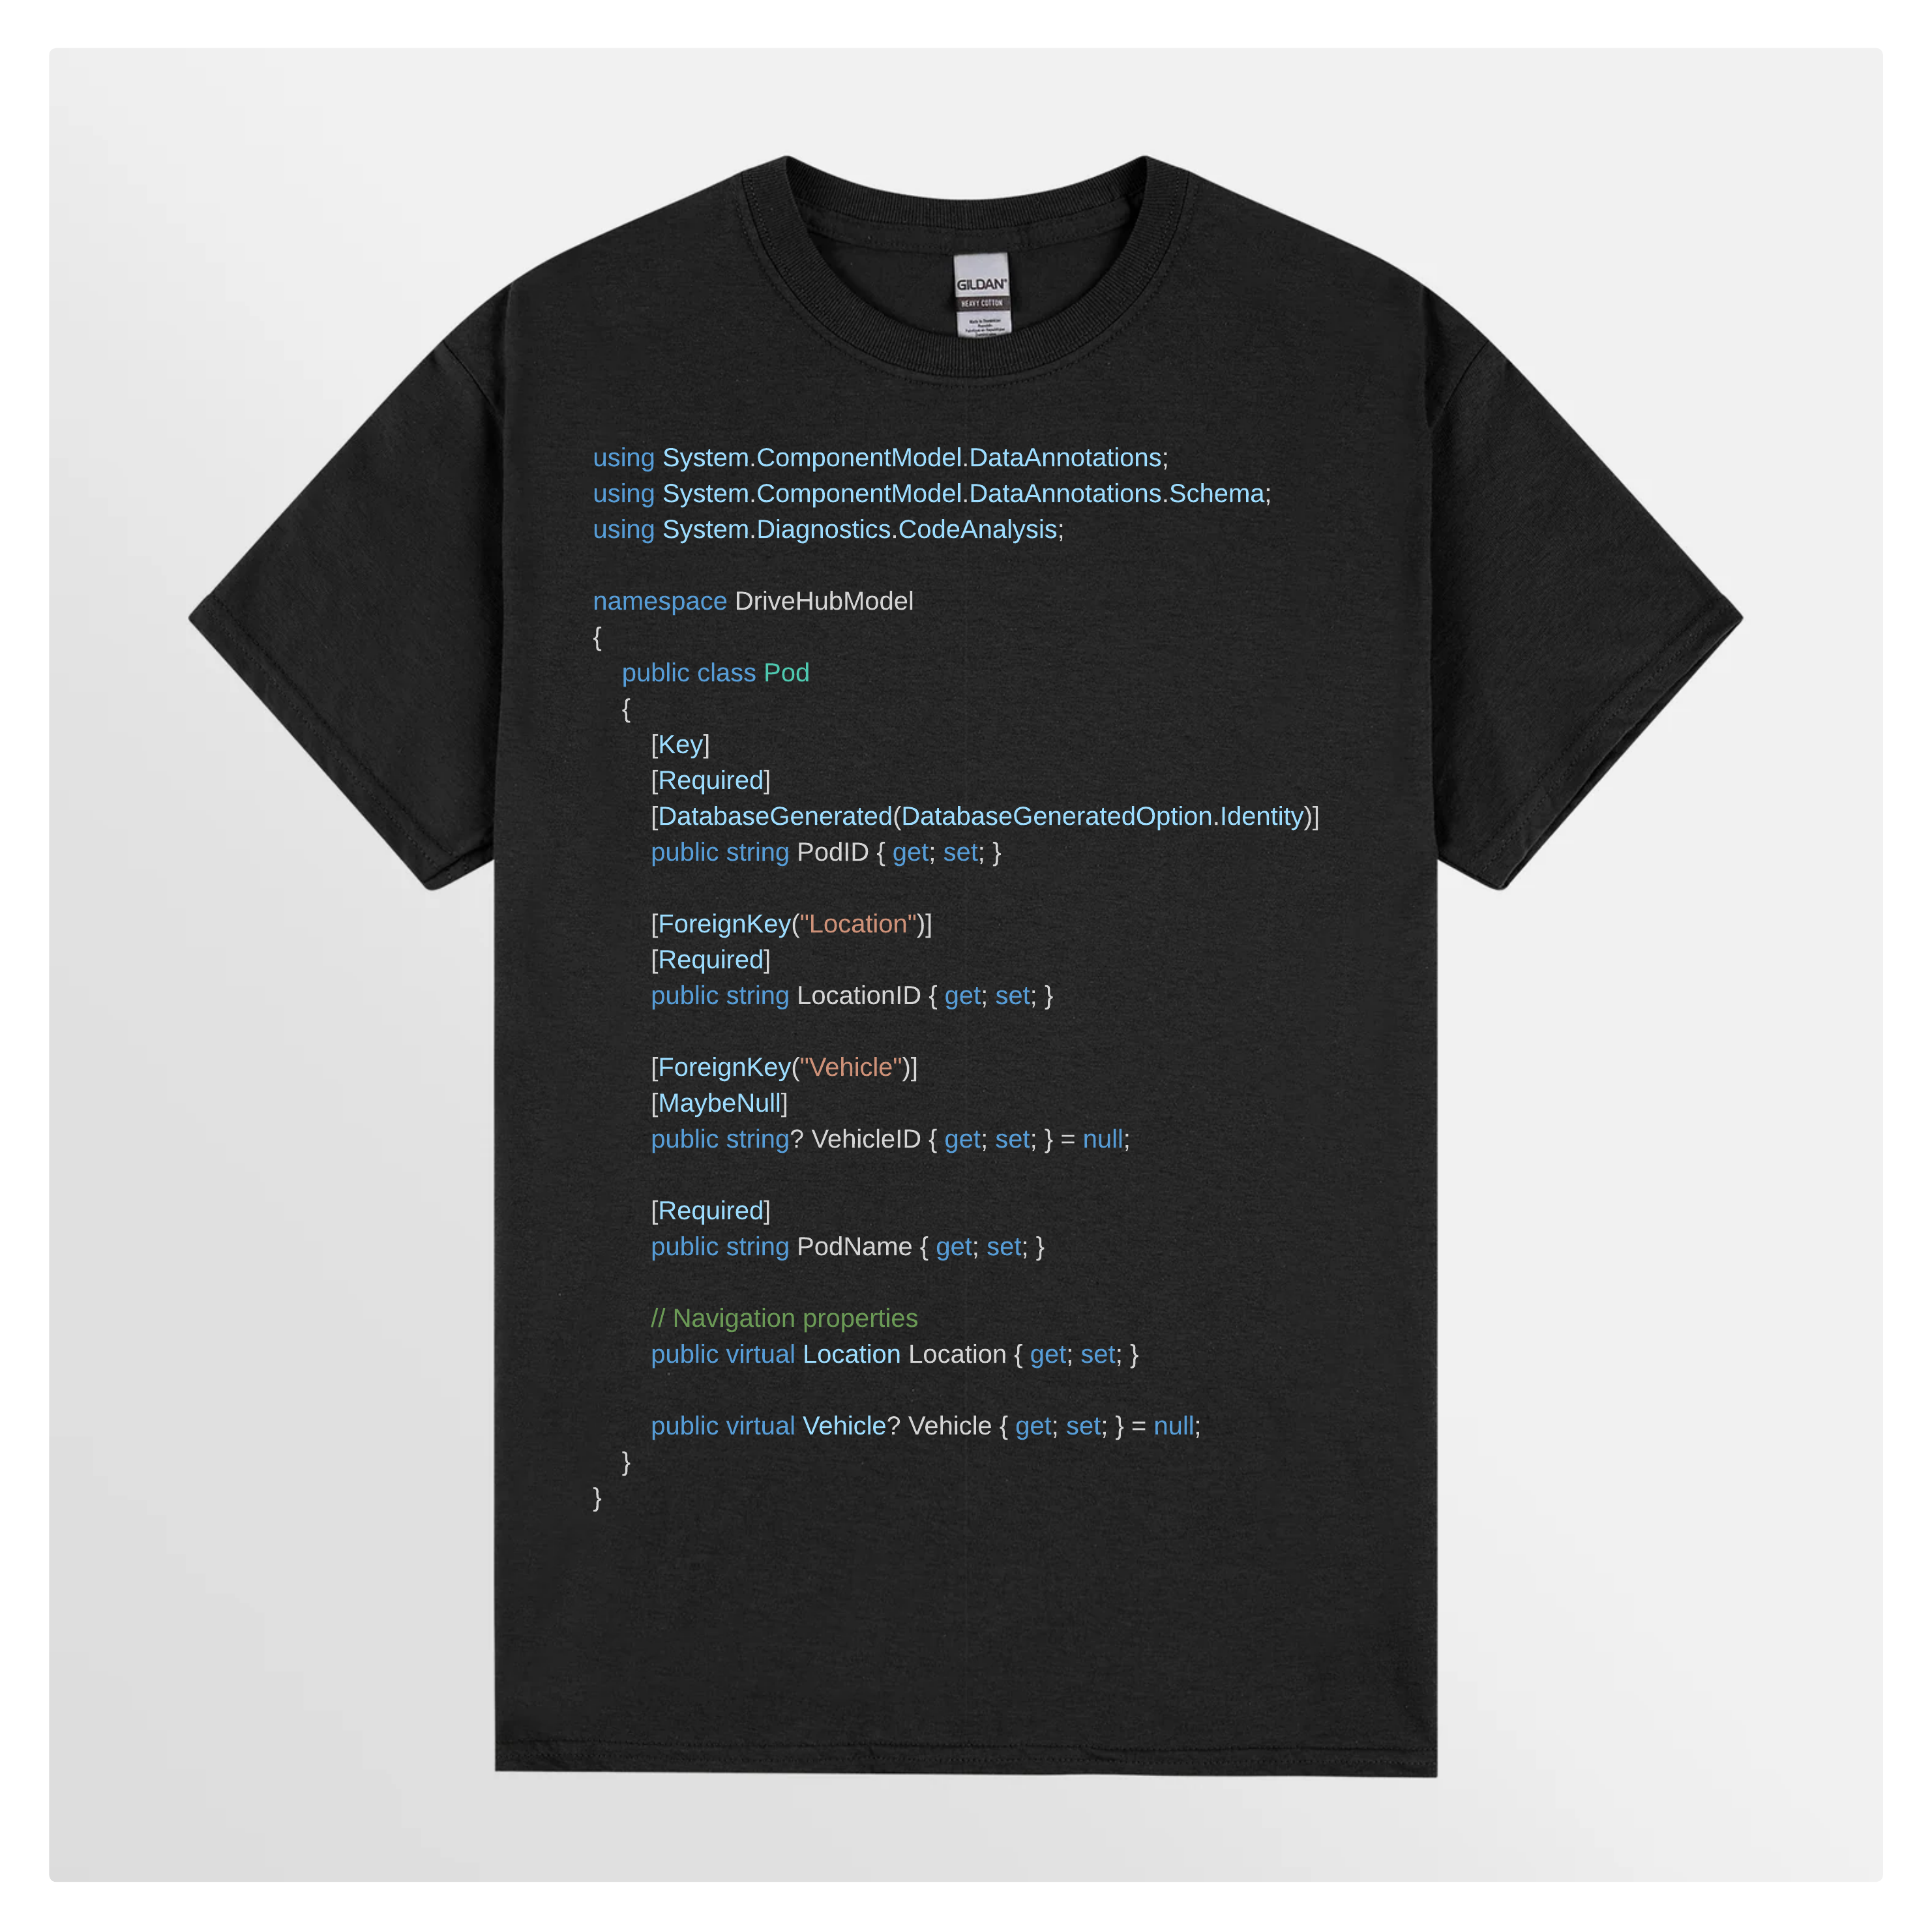 GILDAN®
HEAVY COTTON
using System.ComponentModel.DataAnnotations;
using System.ComponentModel.DataAnnotations.Schema;
using System.Diagnostics.CodeAnalysis;
namespace DriveHubModel
{
    public class Pod
    {
        [Key]
        [Required]
        [DatabaseGenerated(DatabaseGeneratedOption.Identity)]
        public string PodID { get; set; }
        [ForeignKey("Location")]
        [Required]
        public string LocationID { get; set; }
        [ForeignKey("Vehicle")]
        [MaybeNull]
        public string? VehicleID { get; set; } = null;
        [Required]
        public string PodName { get; set; }
        // Navigation properties
        public virtual Location Location { get; set; }
        public virtual Vehicle? Vehicle { get; set; } = null;
    }
}